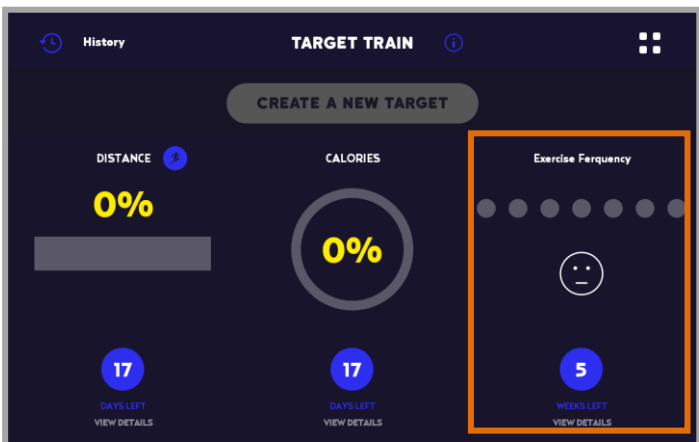 History
TARGET TRAIN
CREATE A NEW TARGET
DISTANCE
0%
17
DAYS LEFT
VIEW DETAILS
CALORIES
0%
17
DAYS LEFT
VIEW DETAILS
Exercise Ferquency
5
WEEKS LEFT
VIEW DETAILS